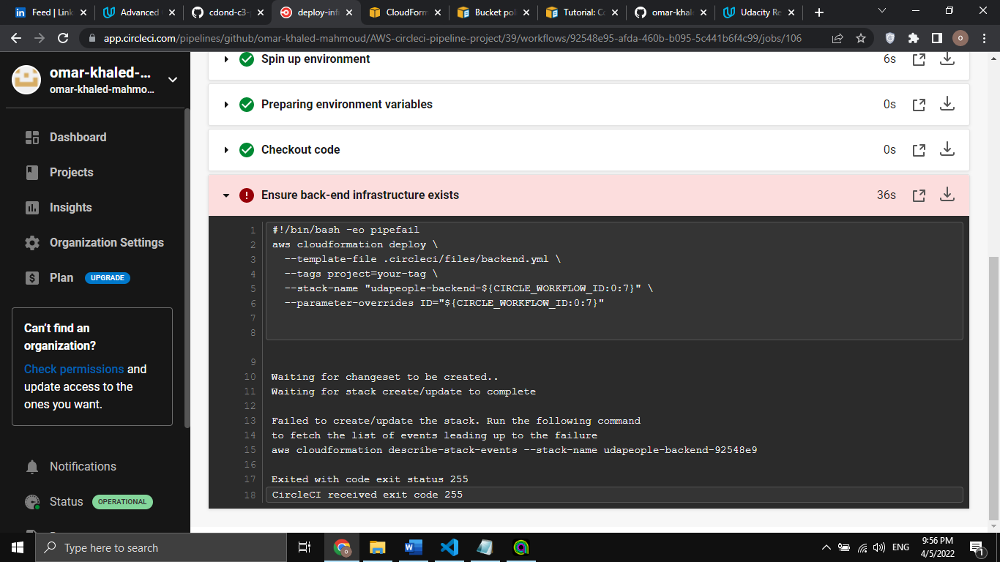 Feed | Link
Advanced
cdond-c3-
deploy-inf
CloudForm
Bucket pol
Tutorial: Co
omar-khal
Udacity Re
app.circleci.com/pipelines/github/omar-khaled-mahmoud/AWS-circleci-pipeline-project/39/workflows/92548e95-afda-460b-b095-5c441b6f4c99/jobs/106
o
omar-khaled-...
omar-khaled-mahmo...
Dashboard
Projects
Insights
Organization Settings
Plan UPGRADE
Can't find an
organization?
Check permissions and
update access to the
ones you want.
Notifications
Status OPERATIONAL
Spin up environment 6s
Preparing environment variables 0s
Checkout code 0s
Ensure back-end infrastructure exists 36s
1 #!/bin/bash -eo pipefail
2 aws cloudformation deploy \
3 --template-file .circleci/files/backend.yml \
4 --tags project=your-tag \
5 --stack-name "udapeople-backend-${CIRCLE_WORKFLOW_ID:0:7}" \
6 --parameter-overrides ID="${CIRCLE_WORKFLOW_ID:0:7}"
7
8
9
10 Waiting for changeset to be created..
11 Waiting for stack create/update to complete
12
13 Failed to create/update the stack. Run the following command
14 to fetch the list of events leading up to the failure
15 aws cloudformation describe-stack-events --stack-name udapeople-backend-92548e9
16
17 Exited with code exit status 255
18 CircleCI received exit code 255
Type here to search
ENG
9:56 PM
4/5/2022
1